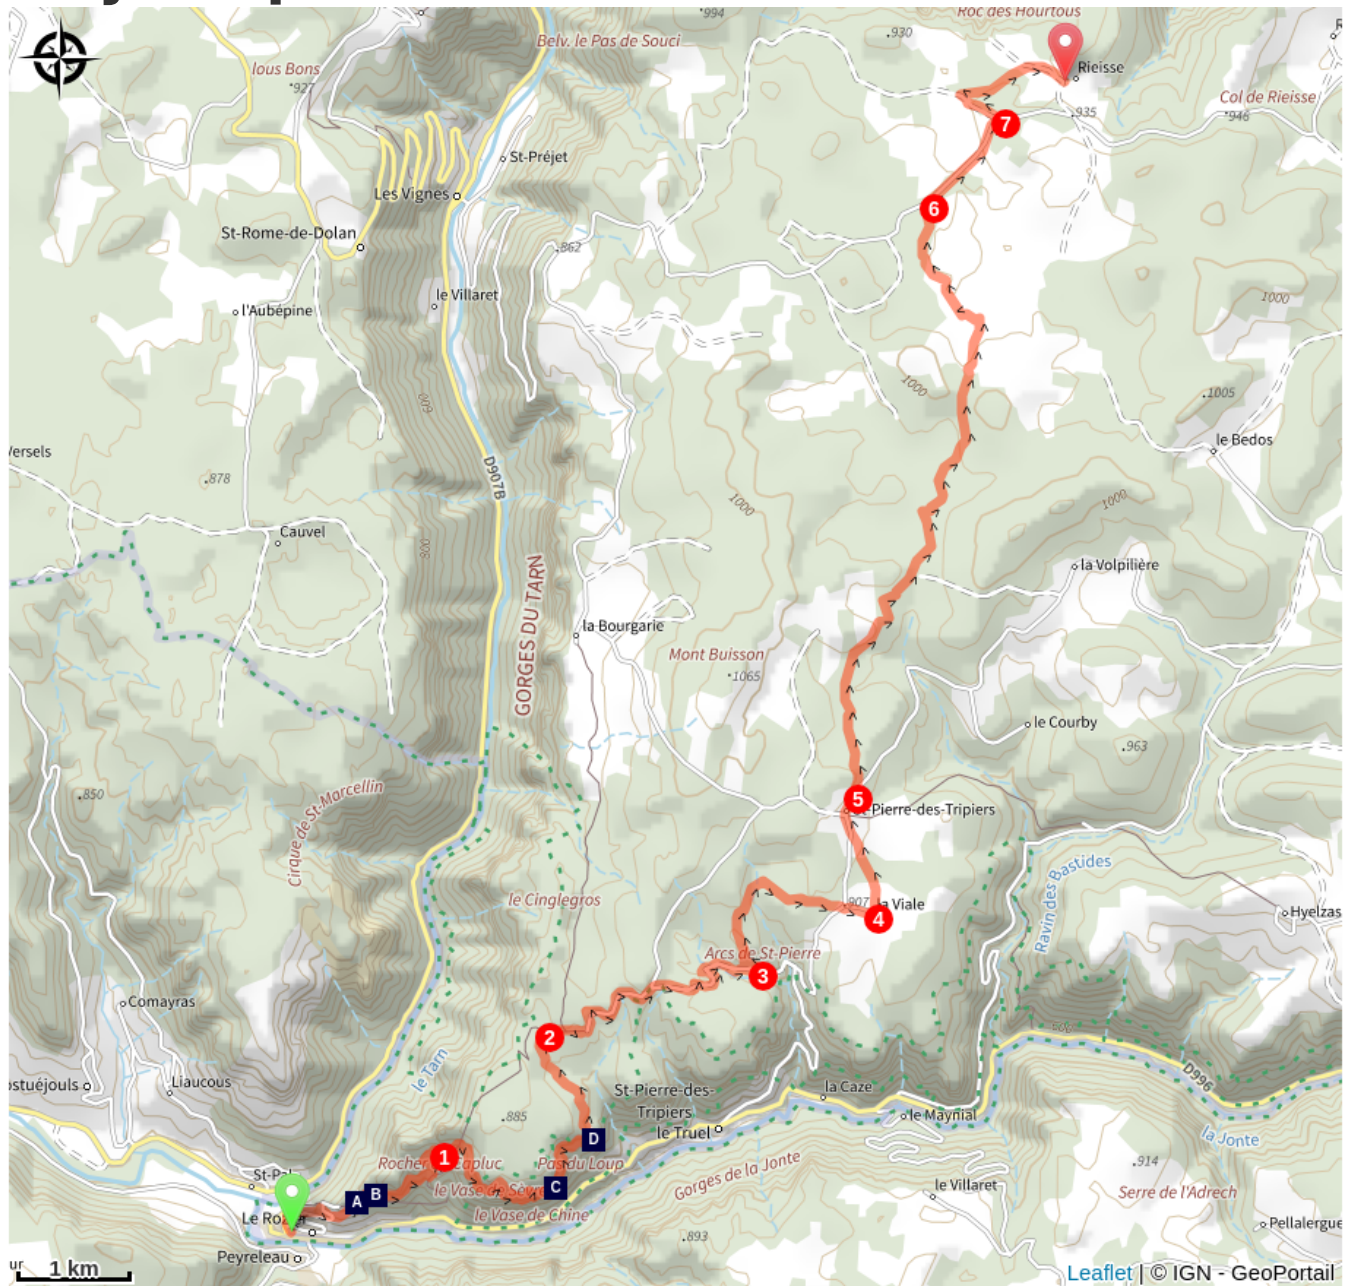 994
Roc des Hourtous
930
Belv. le Pas de Souci
lous Bons
927
Rieisse
Col de Rieisse
946
935
7
St-Préjet
Les Vignes
6
St-Rome-de-Dolan
862
le Villaret
l'Aubépine
1000
1000
609
1005
le Bedos
Versels
878
D907B
1000
1000
Cauvel
800
la Volpilière
GORGES DU TARN
la Bourgarie
Mont Buisson
1065
le Courby
963
Cirque de St-Marcellin
850
5
St-Pierre-des-Tripiers
Ravin des Bastides
le Cinglegros
907
la Viale
4
Hyelzas
Arcs de St-Pierre
3
Comayras
2
le Tarn
Liaucous
D996
St-Pierre-des-
Tripiers
la Caze
885
le Maynial
le Truel
la Jonte
D
Rocher de Capluc
1
Pas du Loup
Gorges de la Jonte
914
St-Pal
A
B
C
le Vase de Sèvres
le Villaret
Serre de l'Adrech
Le Rozier
le Vase de Chine
Pellalergue
893
Peyreleau
1 km
Leaflet | © IGN - GeoPortail